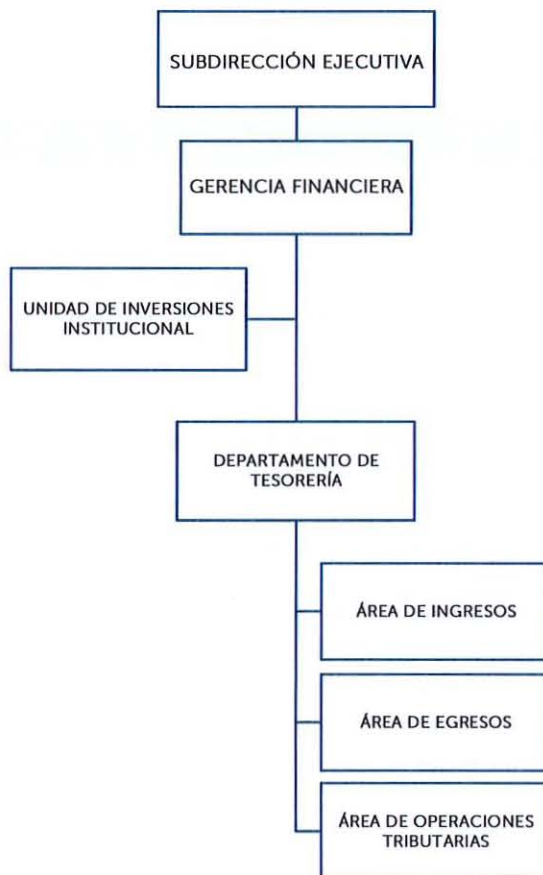 SUBDIRECCIÓN EJECUTIVA
GERENCIA FINANCIERA
UNIDAD DE INVERSIONES
INSTITUCIONAL
DEPARTAMENTO DE
TESORERÍA
ÁREA DE INGRESOS
ÁREA DE EGRESOS
ÁREA DE OPERACIONES
TRIBUTARIAS